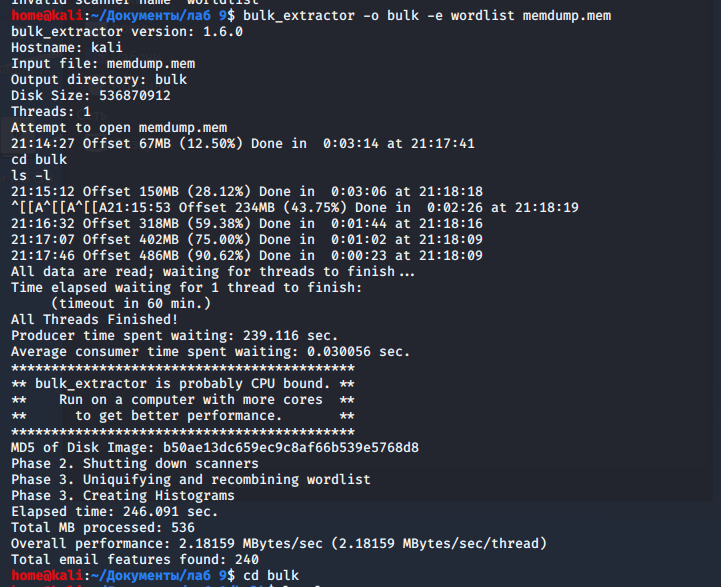 invalid scanner name 'wordlist'
home@kali:~/Документы/лаб 9$ bulk_extractor -o bulk -e wordlist memdump.mem
bulk_extractor version: 1.6.0
Hostname: kali
Input file: memdump.mem
Output directory: bulk
Disk Size: 536870912
Threads: 1
Attempt to open memdump.mem
21:14:27 Offset 67MB (12.50%) Done in  0:03:14 at 21:17:41
cd bulk
ls -l
21:15:12 Offset 150MB (28.12%) Done in  0:03:06 at 21:18:18
^[[A^[[A^[[A21:15:53 Offset 234MB (43.75%) Done in  0:02:26 at 21:18:19
21:16:32 Offset 318MB (59.38%) Done in  0:01:44 at 21:18:16
21:17:07 Offset 402MB (75.00%) Done in  0:01:02 at 21:18:09
21:17:46 Offset 486MB (90.62%) Done in  0:00:23 at 21:18:09
All data are read; waiting for threads to finish...
Time elapsed waiting for 1 thread to finish:
     (timeout in 60 min.)
All Threads Finished!
Producer time spent waiting: 239.116 sec.
Average consumer time spent waiting: 0.030056 sec.
*******************************************
** bulk_extractor is probably CPU bound. **
**    Run on a computer with more cores  **
**      to get better performance.       **
*******************************************
MD5 of Disk Image: b50ae13dc659ec9c8af66b539e5768d8
Phase 2. Shutting down scanners
Phase 3. Uniquifying and recombining wordlist
Phase 3. Creating Histograms
Elapsed time: 246.091 sec.
Total MB processed: 536
Overall performance: 2.18159 MBytes/sec (2.18159 MBytes/sec/thread)
Total email features found: 240
home@kali:~/Документы/лаб 9$ cd bulk